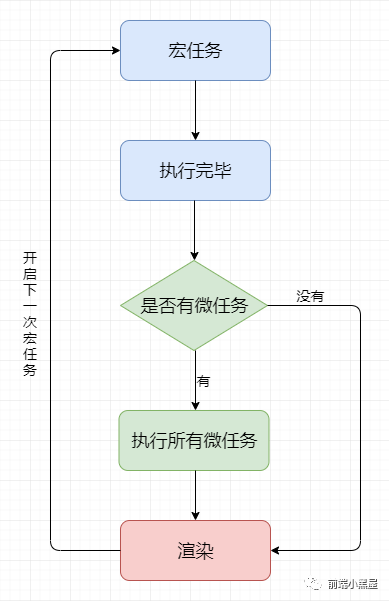 宏任务
执行完毕
是否有微任务
没有
有
开启下一次宏任务
执行所有微任务
渲染
前端小黑屋